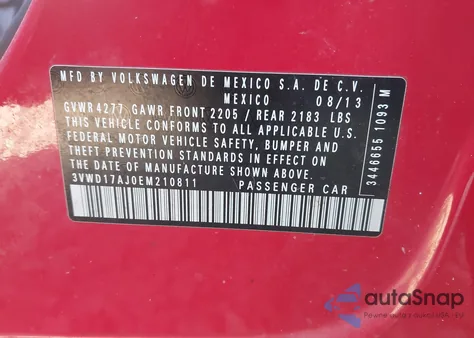 MFD BY VOLKSWAGEN DE MEXICO S.A. DE C.V.
MEXICO 08/13
GVWR 4277 GAWR FRONT 2205 / REAR 2183 LBS
THIS VEHICLE CONFORMS TO ALL APPLICABLE U.S.
FEDERAL MOTOR VEHICLE SAFETY, BUMPER AND
THEFT PREVENTION STANDARDS IN EFFECT ON
THE DATE OF MANUFACTURE SHOWN ABOVE
3VWD17AJ0EM210811 PASSENGER CAR
3446655 1093 M
autoSnap